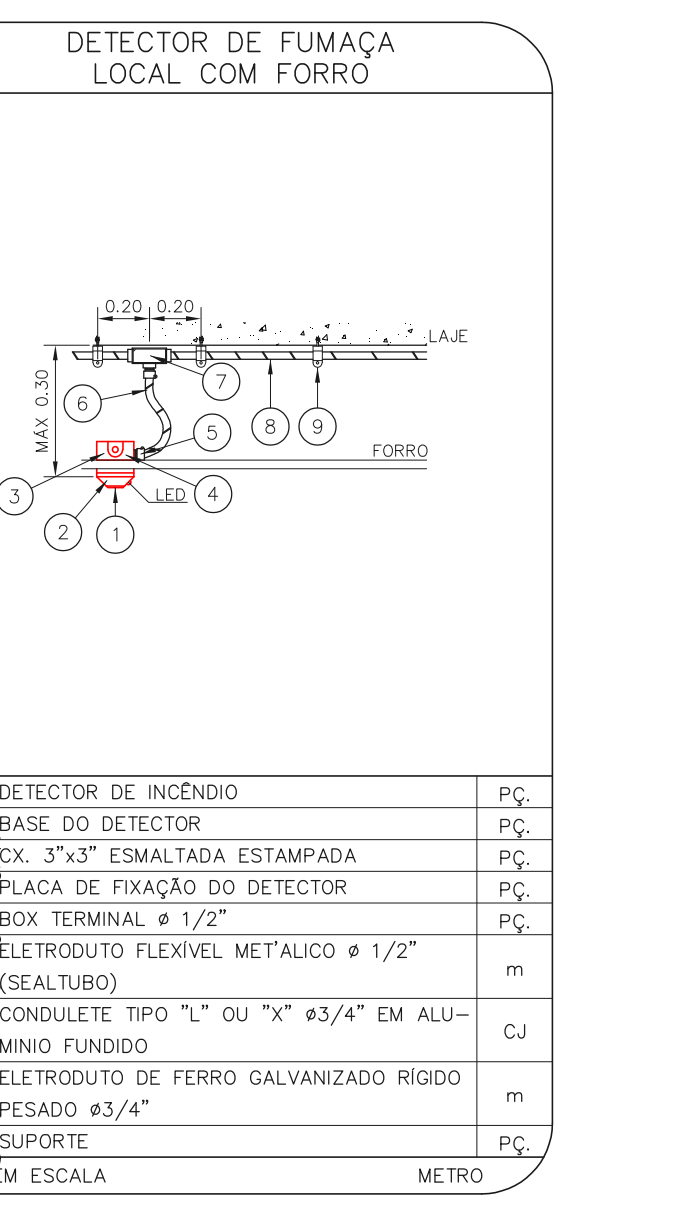 DETECTOR DE FUMAÇA
LOCAL COM FORRO
0.20 0.20
LAJE
MÁX 0.30
7
6
5
8
9
FORRO
3
LED
4
2
1
DETECTOR DE INCÊNDIO PÇ.
BASE DO DETECTOR PÇ.
CX. 3"x3" ESMALTADA ESTAMPADA PÇ.
PLACA DE FIXAÇÃO DO DETECTOR PÇ.
BOX TERMINAL ø 1/2" PÇ.
ELETRODUTO FLEXÍVEL MET'ALICO ø 1/2"
(SEALTUBO) m
CONDULETE TIPO "L" OU "X" ø3/4" EM ALU-
MINIO FUNDIDO CJ
ELETRODUTO DE FERRO GALVANIZADO RÍGIDO
PESADO ø3/4" m
SUPORTE PÇ.
EM ESCALA METRO